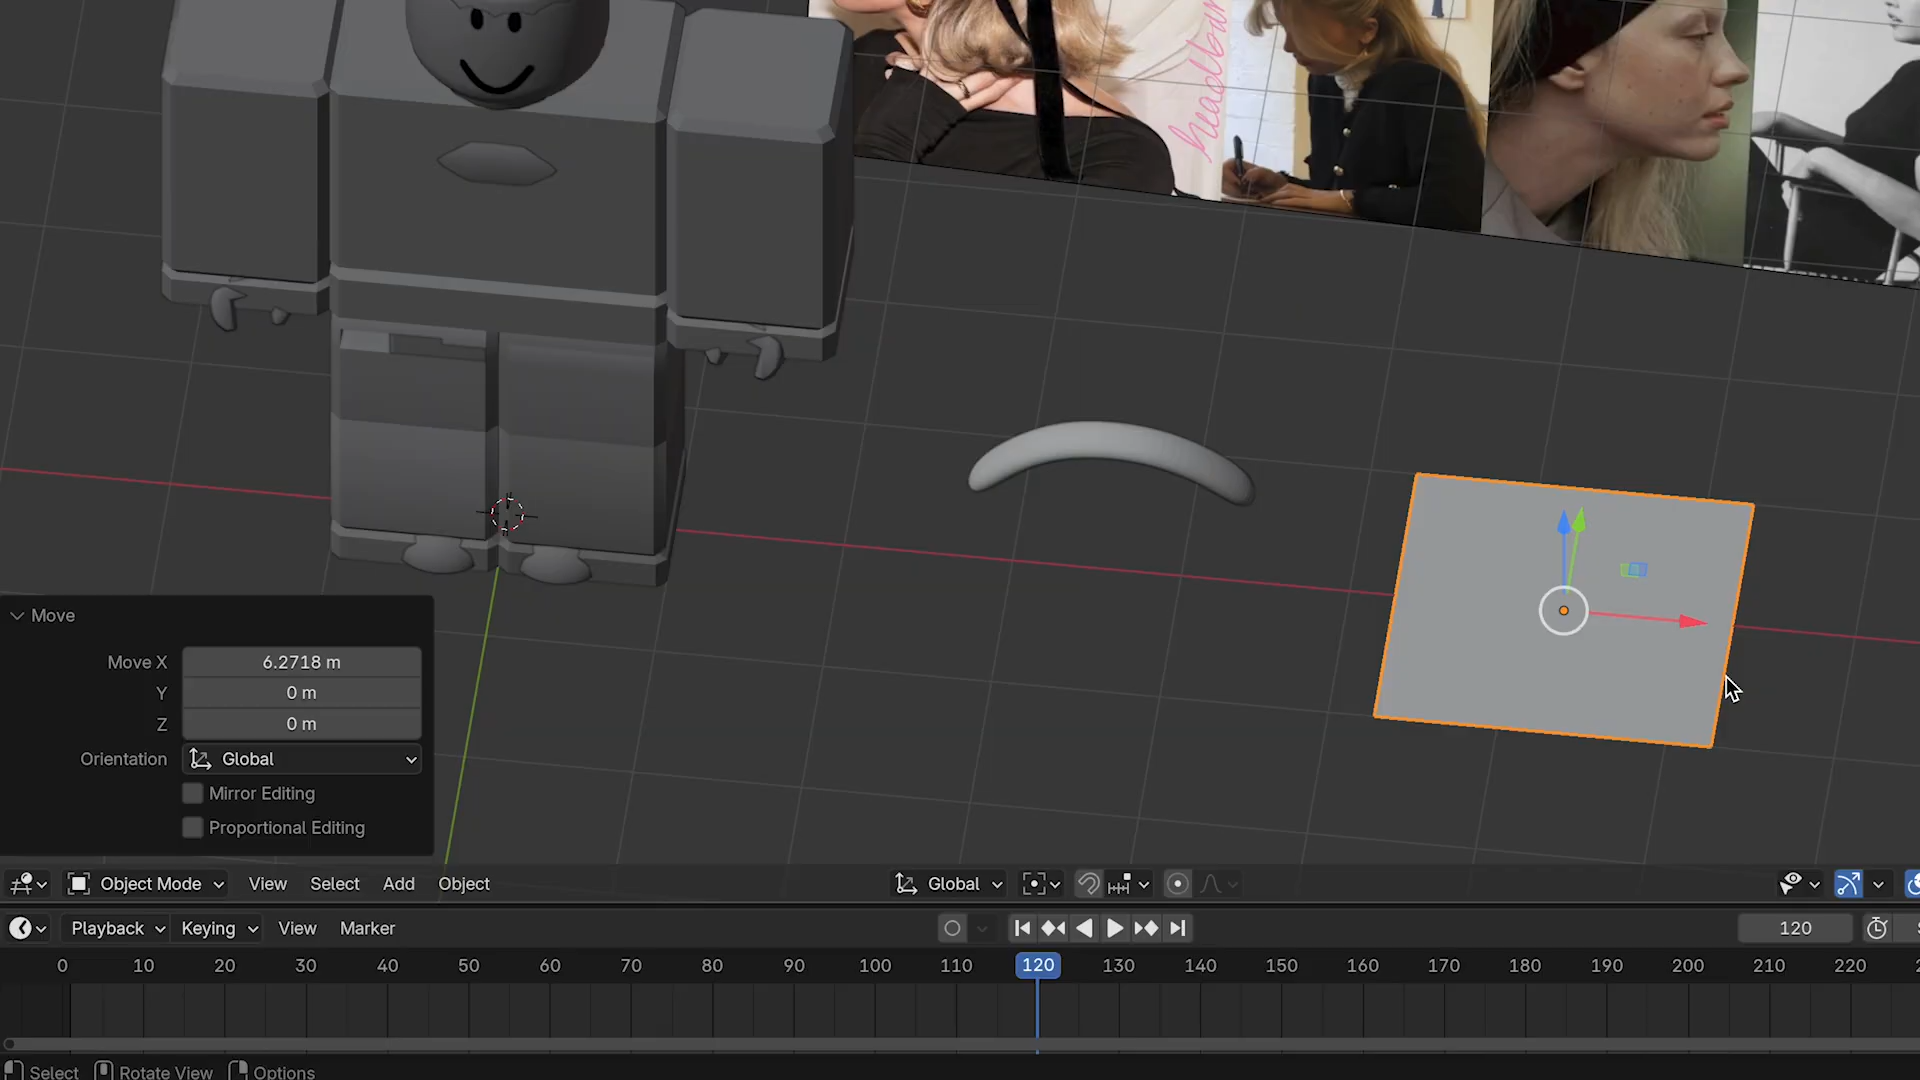 headban
Move
Move X 6.2718 m
Y 0 m
Z 0 m
Orientation Global
Mirror Editing
Proportional Editing
Object Mode View Select Add Object Global
Playback Keying View Marker 120
0 10 20 30 40 50 60 70 80 90 100 110 120 130 140 150 160 170 180 190 200 210 220
Select Rotate View Options